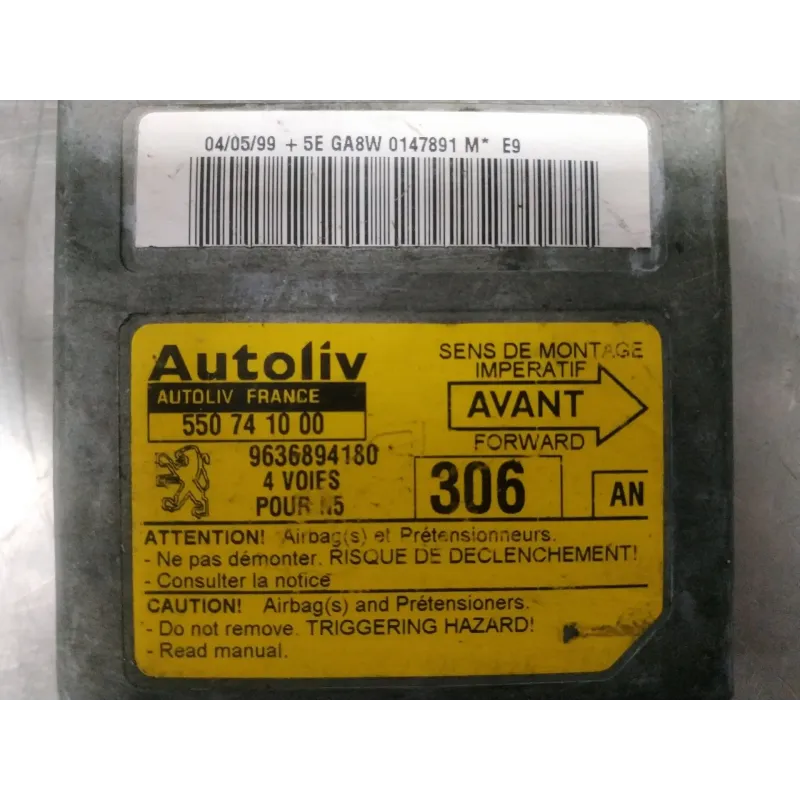 04/05/99 + 5E GA8W 0147891 M* E9
Autoliv
AUTOLIV FRANCE
550 74 10 00
9636894180
4 VOIES
POUR N5
SENS DE MONTAGE
IMPERATIF
AVANT
FORWARD
306
AN
ATTENTION! Airbag(s) et Prétensionneurs.
- Ne pas démonter. RISQUE DE DECLENCHEMENT!
- Consulter la notice
CAUTION! Airbag(s) and Prétensioners.
- Do not remove. TRIGGERING HAZARD!
- Read manual.